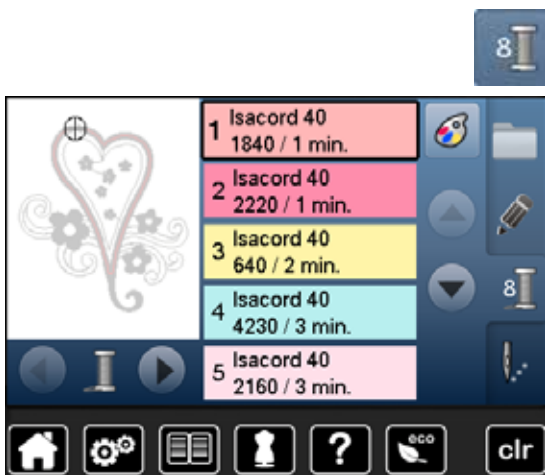 8
1 Isacord 40
1840 / 1 min.
2 Isacord 40
2220 / 1 min.
3 Isacord 40
640 / 2 min.
4 Isacord 40
4230 / 3 min.
5 Isacord 40
2160 / 3 min.
8
?
eco
clr